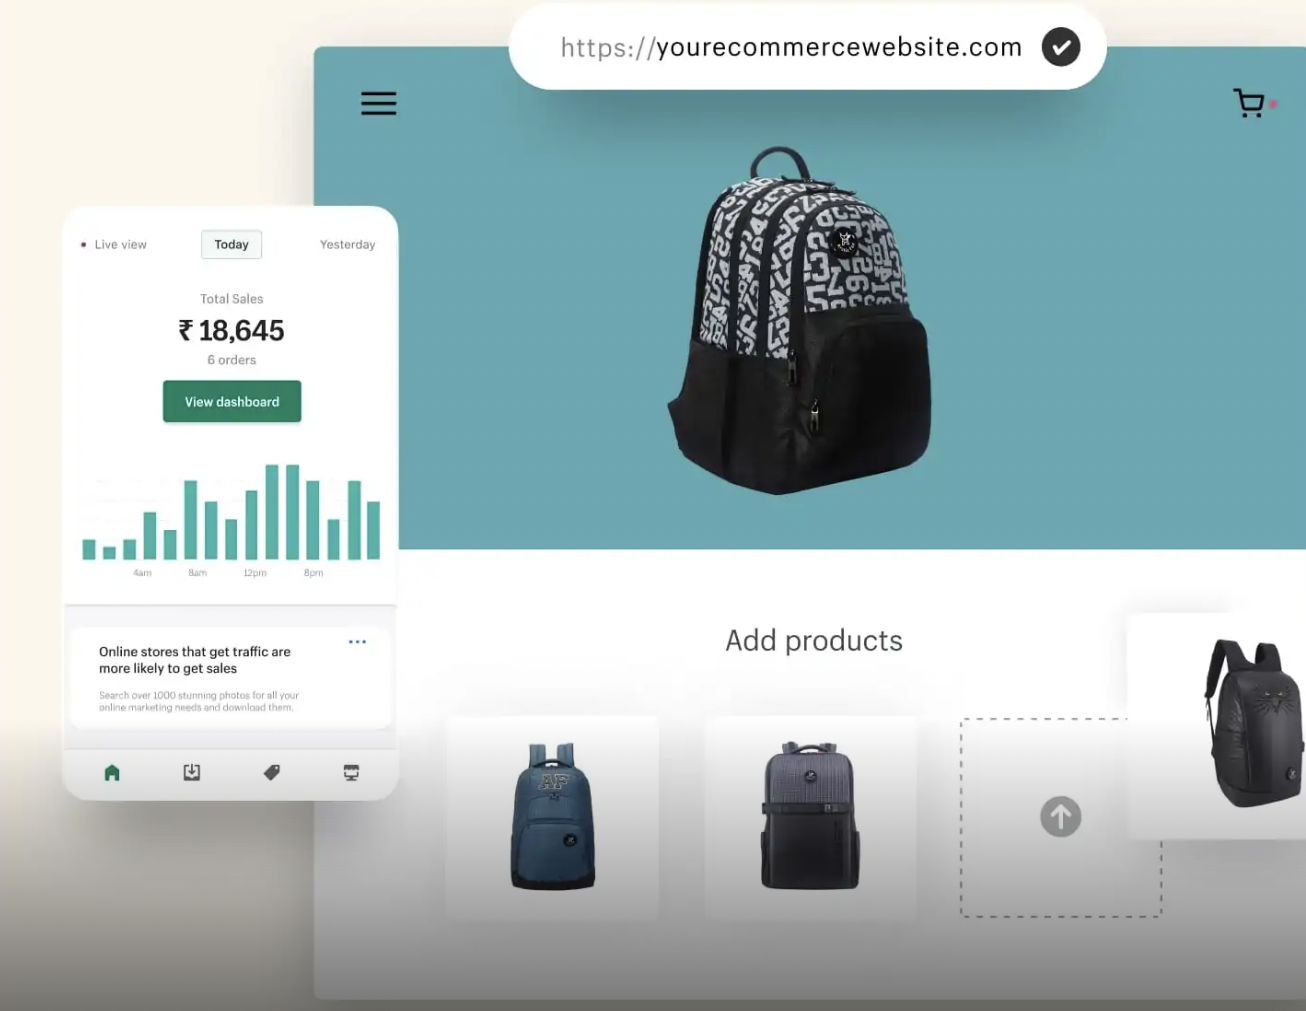 https://yourecommercewebsite.com
Live view
Today
Yesterday
Total Sales
₹ 18,645
6 orders
View dashboard
4am
8am
12pm
8pm
Online stores that get traffic are
more likely to get sales
Search over 1000 stunning photos for all your
online marketing needs and download them.
Add products
AF